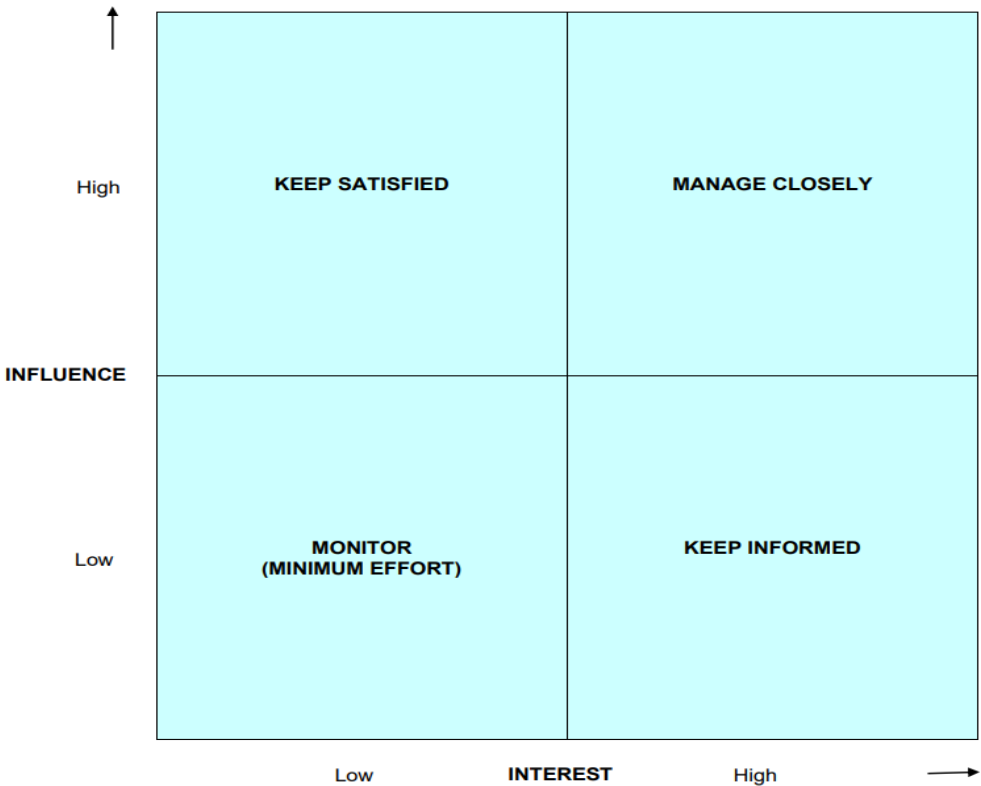 High
KEEP SATISFIED
MANAGE CLOSELY
INFLUENCE
Low
MONITOR
(MINIMUM EFFORT)
KEEP INFORMED
Low
INTEREST
High